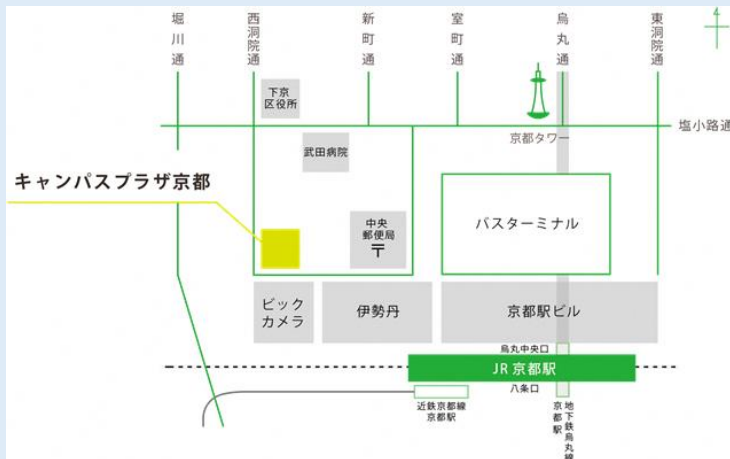 堀川通
西洞院通
新町通
室町通
烏丸通
東洞院通
下京
区役所
塩小路通
京都タワー
武田病院
キャンパスプラザ京都
中央
郵便局
〒
バスターミナル
ビック
カメラ
伊勢丹
京都駅ビル
烏丸中央口
JR 京都駅
八条口
近鉄京都線
京都駅
地下鉄烏丸線
京都駅